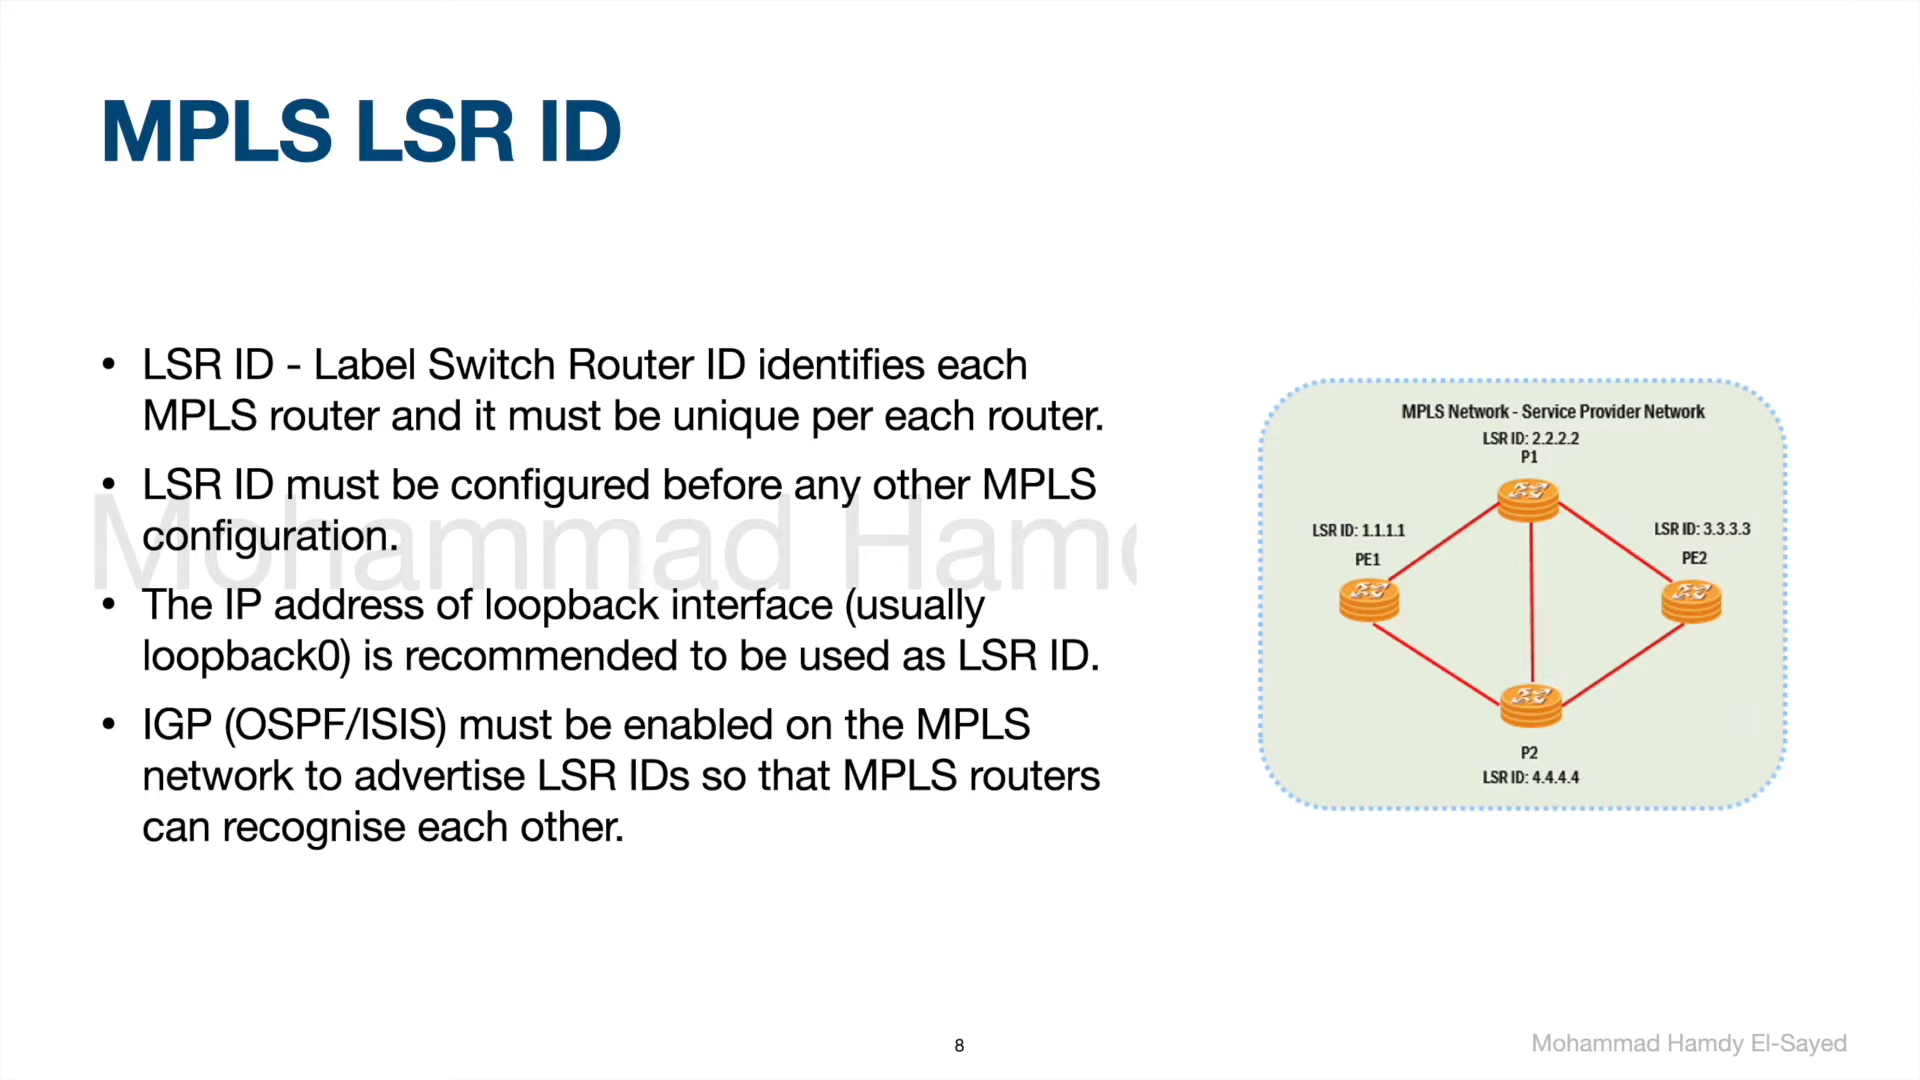 MPLS LSR ID
• LSR ID - Label Switch Router ID identifies each
MPLS router and it must be unique per each router.
• LSR ID must be configured before any other MPLS
configuration.
• The IP address of loopback interface (usually
loopback0) is recommended to be used as LSR ID.
• IGP (OSPF/ISIS) must be enabled on the MPLS
network to advertise LSR IDs so that MPLS routers
can recognise each other.
Mohammad Hamd
MPLS Network - Service Provider Network
LSR ID: 2.2.2.2
P1
LSR ID: 1.1.1.1
PE1
LSR ID: 3.3.3.3
PE2
P2
LSR ID: 4.4.4.4
8
Mohammad Hamdy El-Sayed